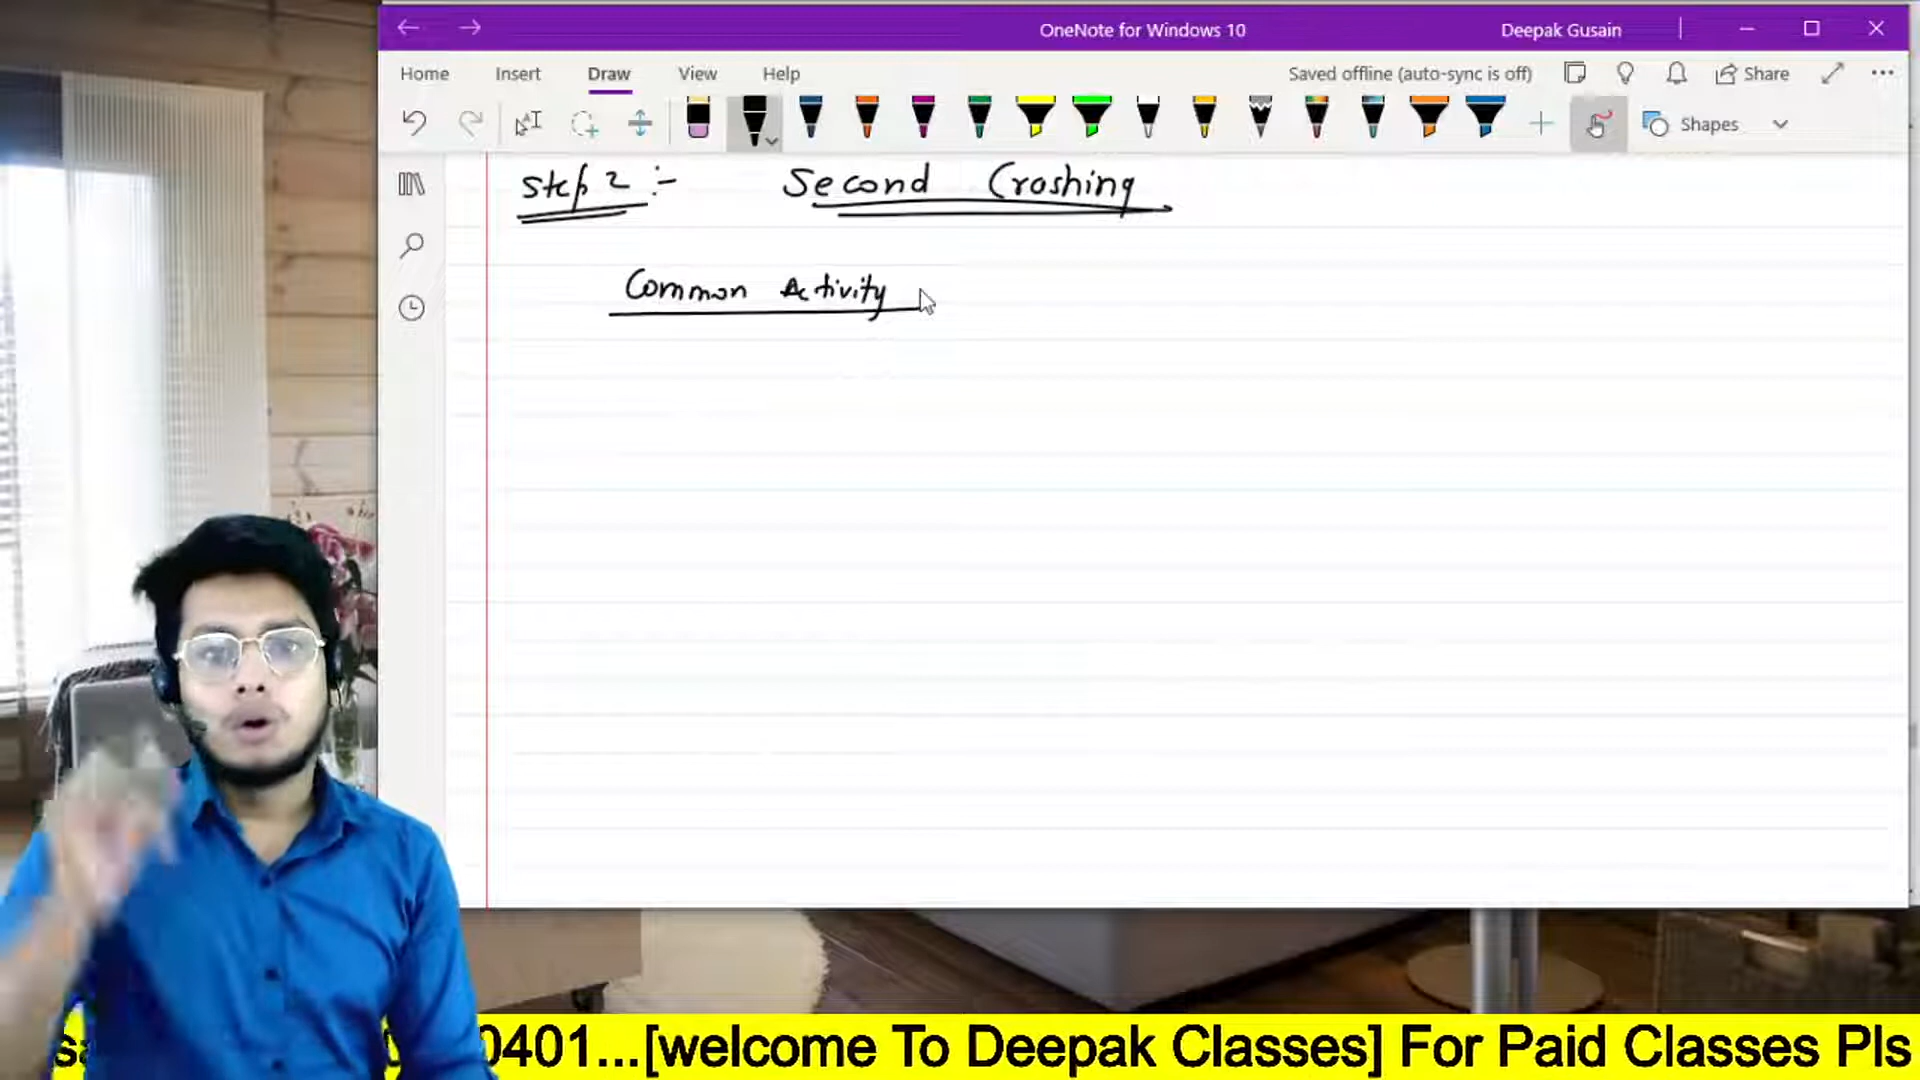 OneNote for Windows 10
Deepak Gusain
Home Insert Draw View Help
Saved offline (auto-sync is off)
Share
Shapes
Step 2 :- Second Crashing
Common Activity
0401...[welcome To Deepak Classes] For Paid Classes Pls